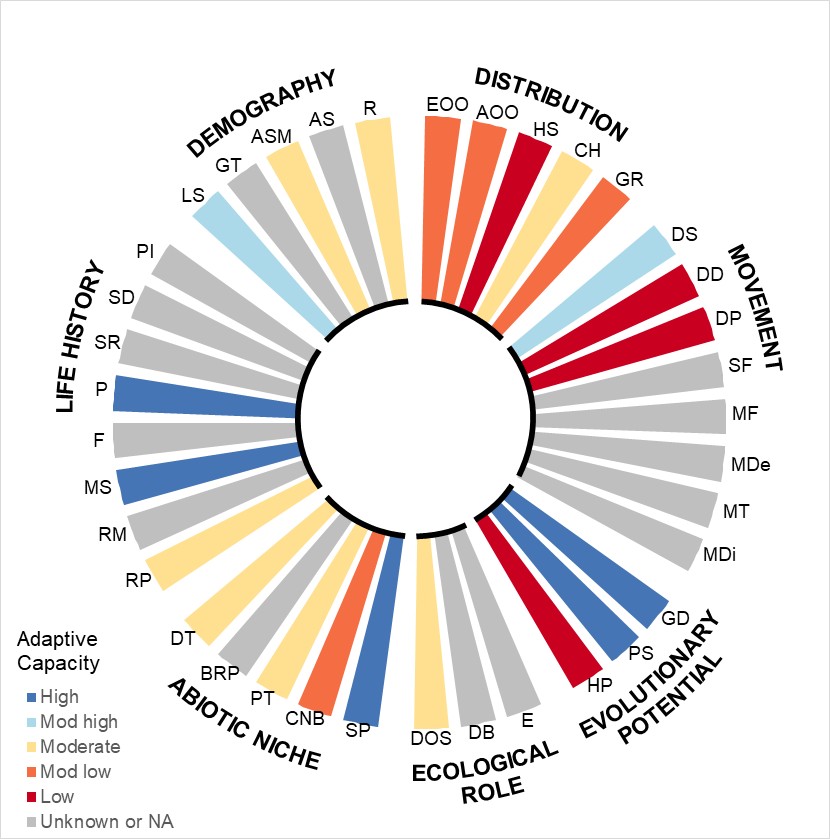 DISTRIBUTION
EOO
AOO
HS
CH
GR
MOVEMENT
DS
DD
DP
SF
MF
MDe
MT
MDi
EVOLUTIONARY
POTENTIAL
GD
PS
HP
ECOLOGICAL
ROLE
E
DB
DOS
ABIOTIC NICHE
SP
CNB
PT
BRP
DT
LIFE HISTORY
RP
RM
MS
F
P
SR
SD
PI
DEMOGRAPHY
LS
GT
ASM
AS
R
Adaptive
Capacity
High
Mod high
Moderate
Mod low
Low
Unknown or NA